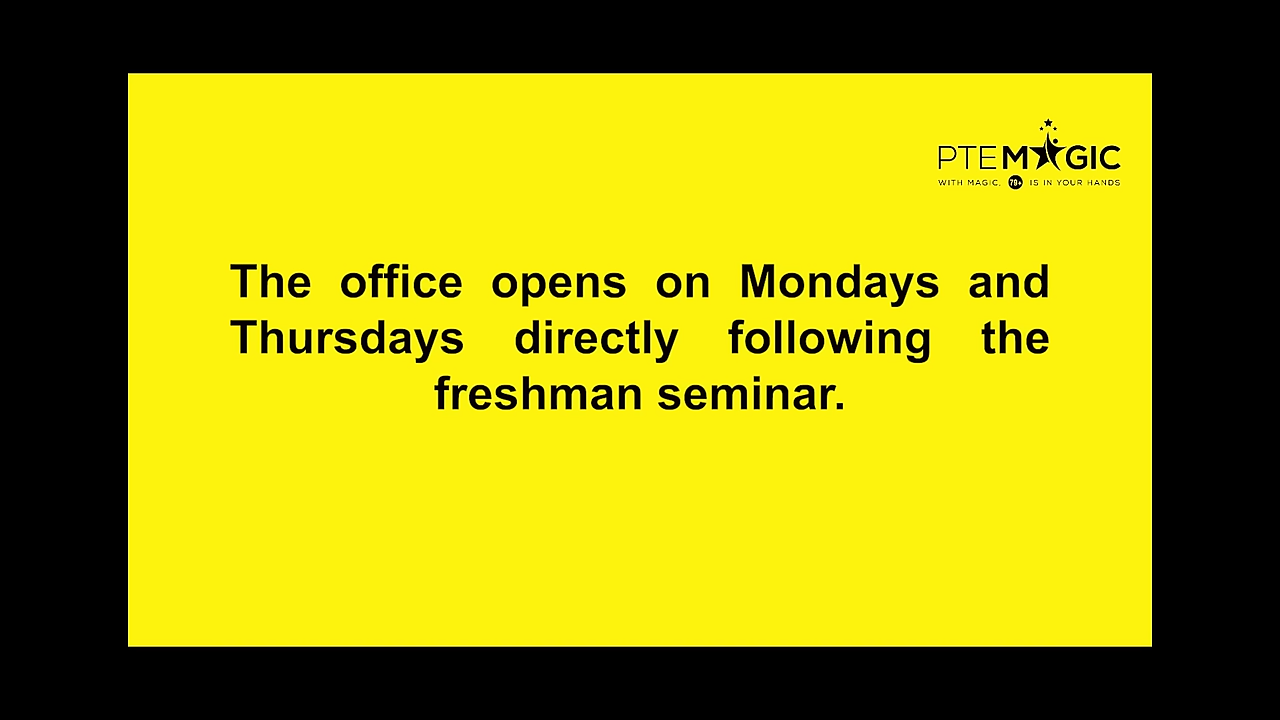 PTEMAGIC
WITH MAGIC, 79+ IS IN YOUR HANDS
The office opens on Mondays and
Thursdays directly following the
freshman seminar.